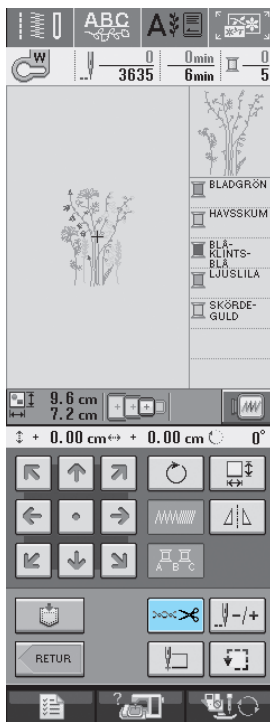 ABC A
W 0 0min 0
3635 6min 5
BLADGRÖN
HAVSSKUM
BLÅ-
KLINTS-
BLÅ
LJUSLILA
SKÖRDE-
GULD
9.6 cm
7.2 cm
+ 0.00 cm + 0.00 cm 0°
A B C
-/+
RETUR
?